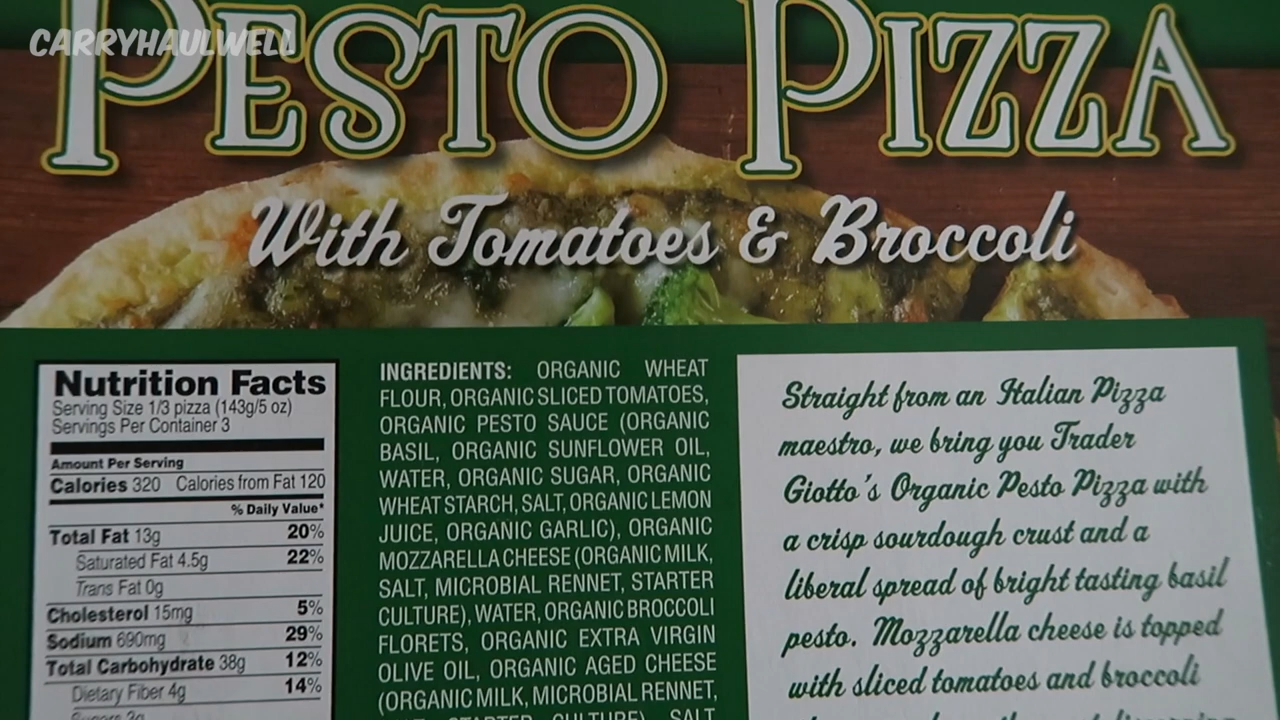 CARRYHAULWELL
PESTO PIZZA
With Tomatoes & Broccoli
Nutrition Facts
Serving Size 1/3 pizza (143g/5 oz)
Servings Per Container 3
Amount Per Serving
Calories 320 Calories from Fat 120
% Daily Value*
Total Fat 13g 20%
Saturated Fat 4.5g 22%
Trans Fat 0g
Cholesterol 15mg 5%
Sodium 690mg 29%
Total Carbohydrate 38g 12%
Dietary Fiber 4g 14%
INGREDIENTS: ORGANIC WHEAT
FLOUR, ORGANIC SLICED TOMATOES,
ORGANIC PESTO SAUCE (ORGANIC
BASIL, ORGANIC SUNFLOWER OIL,
WATER, ORGANIC SUGAR, ORGANIC
WHEAT STARCH, SALT, ORGANIC LEMON
JUICE, ORGANIC GARLIC), ORGANIC
MOZZARELLA CHEESE (ORGANIC MILK,
SALT, MICROBIAL RENNET, STARTER
CULTURE), WATER, ORGANIC BROCCOLI
FLORETS, ORGANIC EXTRA VIRGIN
OLIVE OIL, ORGANIC AGED CHEESE
(ORGANIC MILK, MICROBIAL RENNET,
STARTER CULTURE), SALT
Straight from an Italian Pizza
maestro, we bring you Trader
Giotto's Organic Pesto Pizza with
a crisp sourdough crust and a
liberal spread of bright tasting basil
pesto. Mozzarella cheese is topped
with sliced tomatoes and broccoli